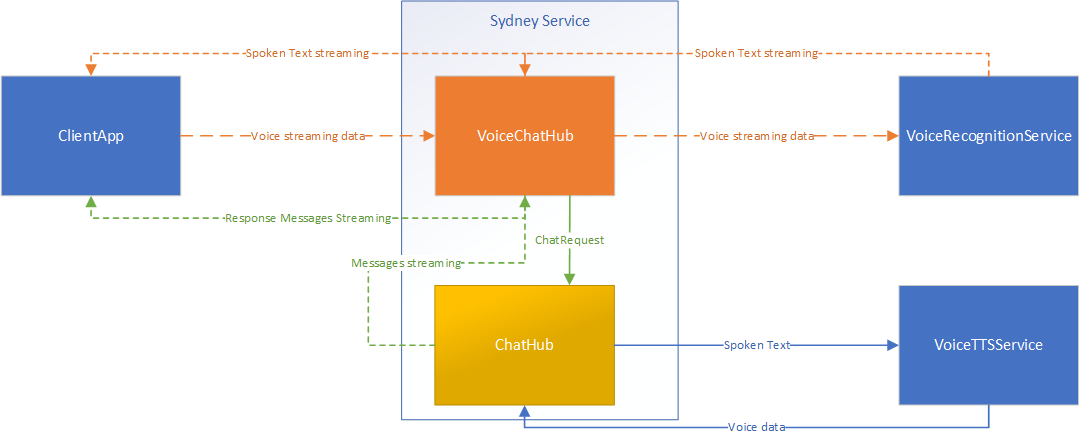 Sydney Service
Spoken Text streaming
Spoken Text streaming
ClientApp
Voice streaming data
VoiceChatHub
Voice streaming data
VoiceRecognitionService
Response Messages Streaming
ChatRequest
Messages streaming
ChatHub
Spoken Text
VoiceTTSService
Voice data